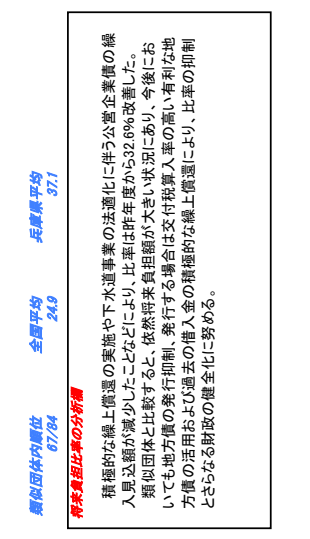 類似団体内順位
67/84
全国平均
24.9
兵庫県平均
37.1
将来負担比率の分析欄
積極的な繰上償還の実施や下水道事業の法適化に伴う公営企業債の繰
入見込額が減少したことなどにより、比率は昨年度から32.6%改善した。
類似団体と比較すると、依然将来負担額が大きい状況にあり、今後にお
いても地方債の発行抑制、発行する場合は交付税算入率の高い有利な地
方債の活用および過去の借入金の積極的な繰上償還により、比率の抑制
とさらなる財政の健全化に努める。